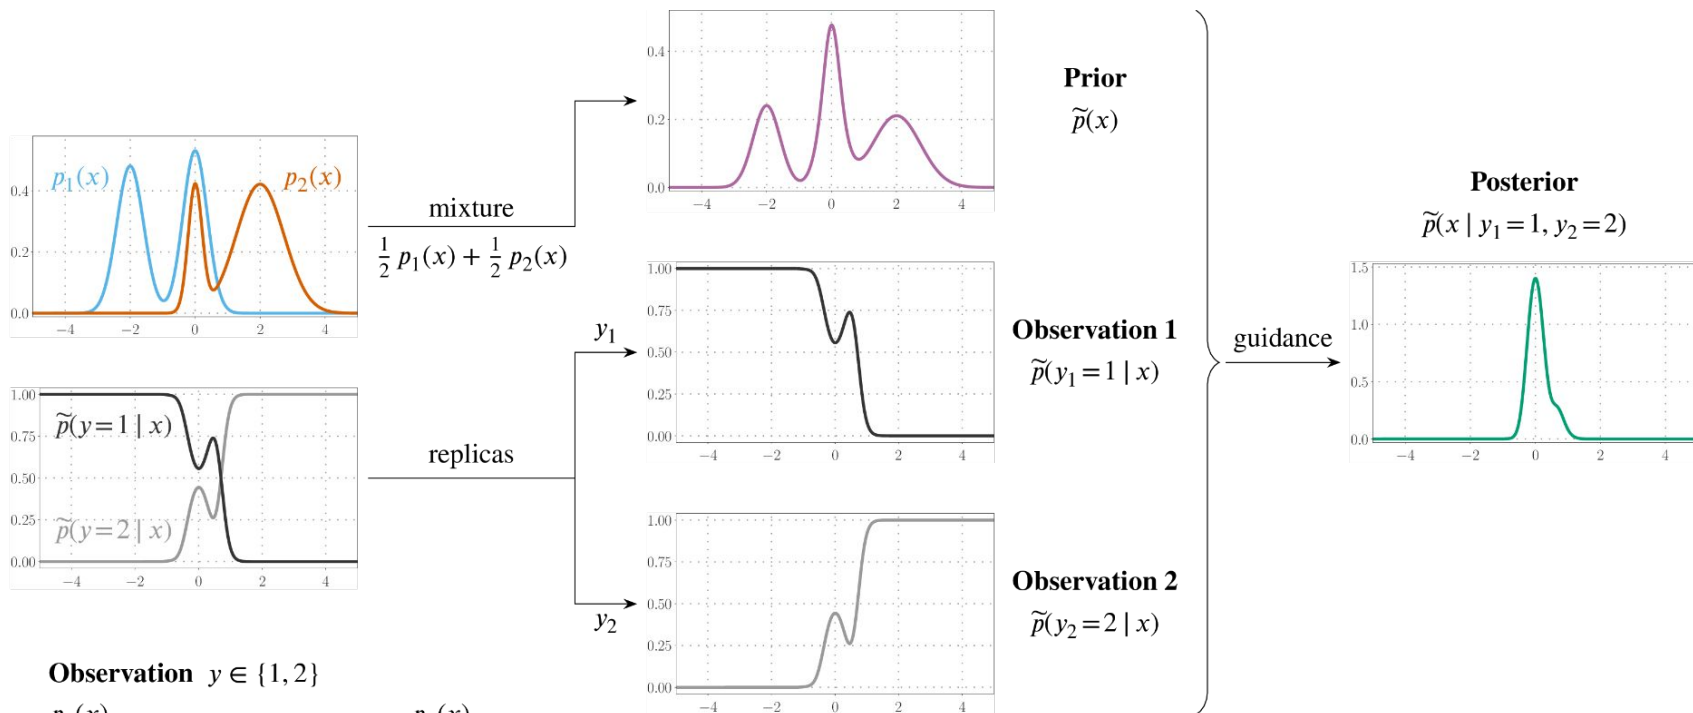 0.4
0.2
0.0
−4 −2 0 2 4
p₁(x)
p₂(x)
mixture
½ p₁(x) + ½ p₂(x)
0.4
0.2
0.0
−4 −2 0 2 4
Prior
p̃(x)
1.00
0.75
0.50
0.25
0.00
−4 −2 0 2 4
p̃(y=1 | x)
p̃(y=2 | x)
replicas
y₁
y₂
1.00
0.75
0.50
0.25
0.00
−4 −2 0 2 4
Observation 1
p̃(y₁=1 | x)
1.00
0.75
0.50
0.25
0.00
−4 −2 0 2 4
Observation 2
p̃(y₂=2 | x)
guidance
Posterior
p̃(x | y₁=1, y₂=2)
1.5
1.0
0.5
0.0
−4 −2 0 2 4
Observation y ∈ {1, 2}